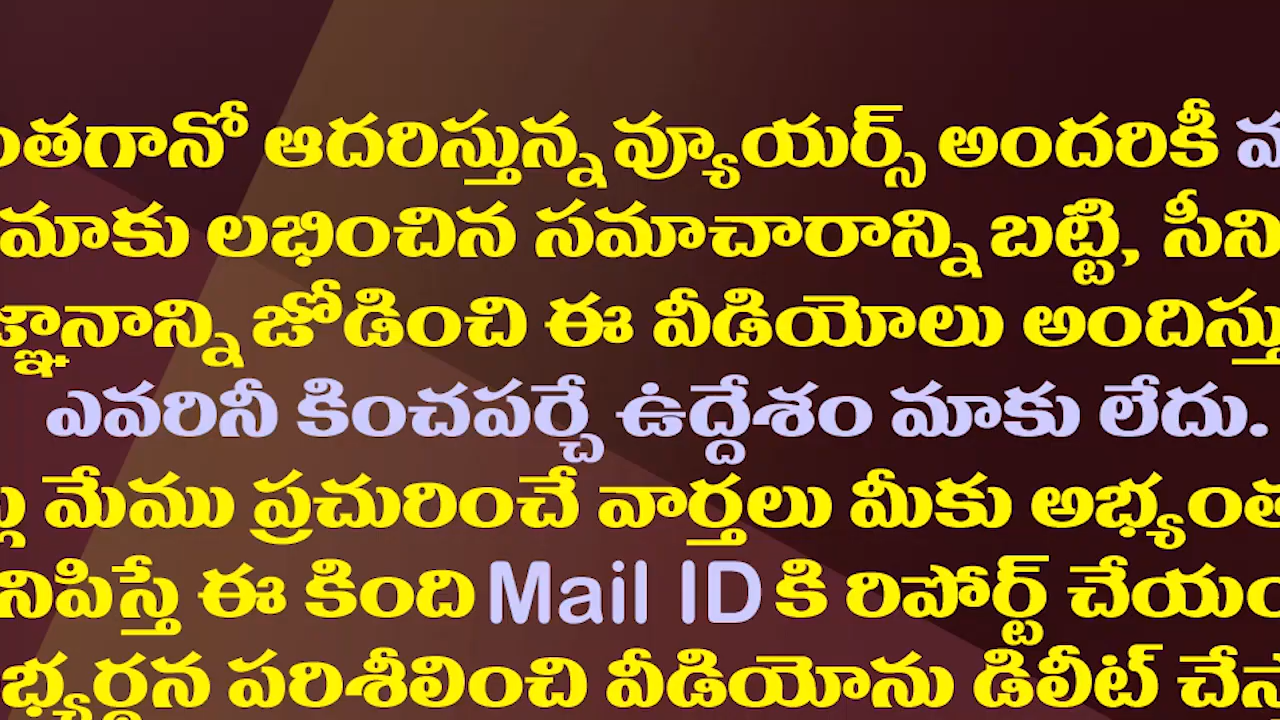 ంతగానో ఆదరిస్తున్న వ్యూయర్స్ అందరికీ
మాకు లభించిన సమాచారాన్ని బట్టి, సిని
జ్ఞానాన్ని జోడించి ఈ వీడియోలు అందిస్తు
ఎవరినీ కించపర్చే ఉద్దేశం మాకు లేదు.
మేము ప్రచురించే వార్తలు మీకు అభ్యంత
నిపిస్తే ఈ కింది Mail ID కి రిపోర్ట్ చేయం
భ్యర్థన పరిశీలించి వీడియోను డిలీట్ చేస